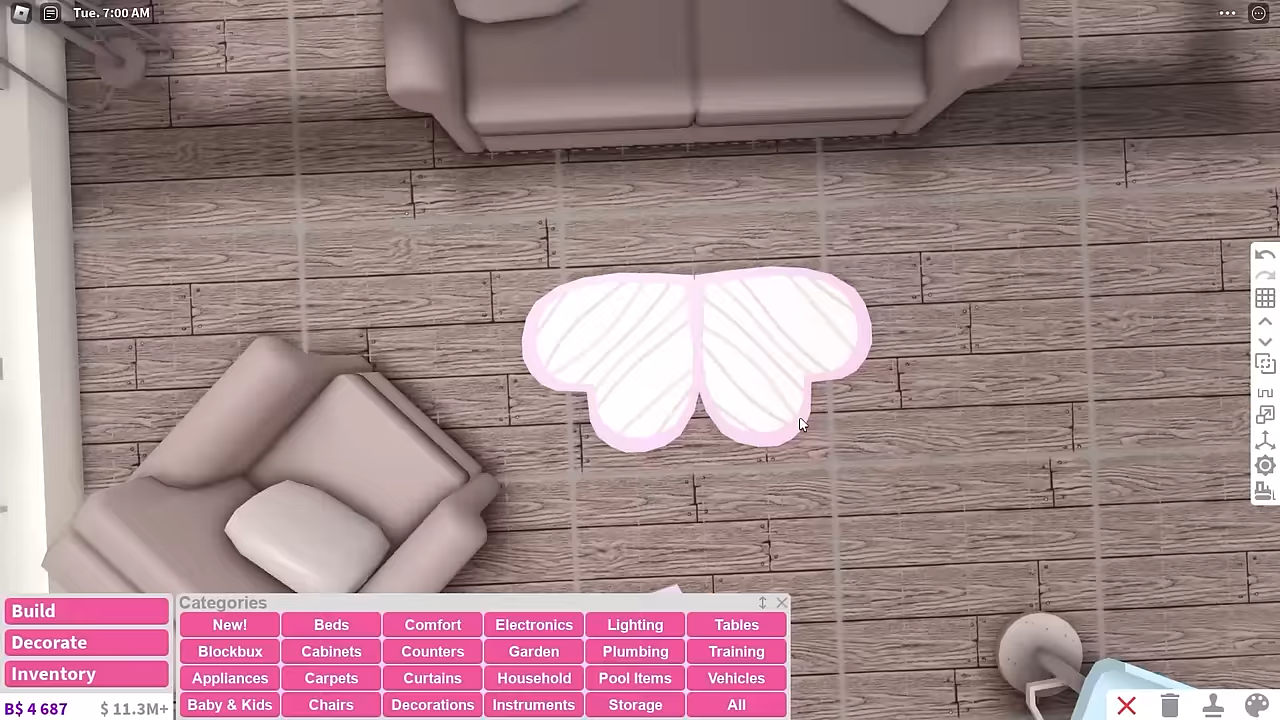 Tue. 7:00 AM
Build
Decorate
Inventory
B$ 4 687 $ 11.3M+
Categories
New! Beds Comfort Electronics Lighting Tables
Blockbux Cabinets Counters Garden Plumbing Training
Appliances Carpets Curtains Household Pool Items Vehicles
Baby & Kids Chairs Decorations Instruments Storage All